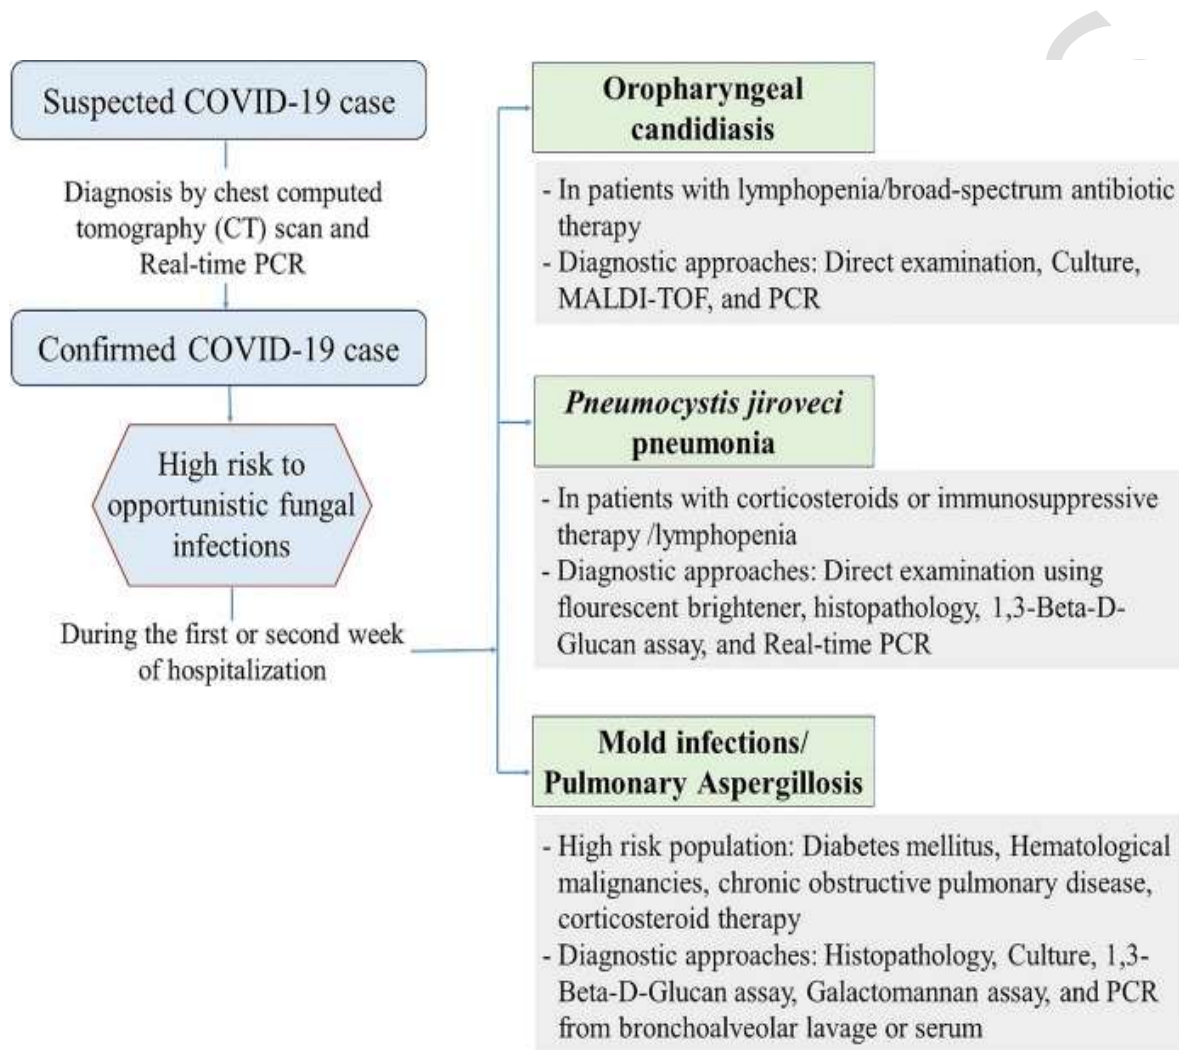 Suspected COVID-19 case
Diagnosis by chest computed
tomography (CT) scan and
Real-time PCR
Confirmed COVID-19 case
High risk to
opportunistic fungal
infections
During the first or second week
of hospitalization
Oropharyngeal
candidiasis
- In patients with lymphopenia/broad-spectrum antibiotic
therapy
- Diagnostic approaches: Direct examination, Culture,
MALDI-TOF, and PCR
Pneumocystis jiroveci
pneumonia
- In patients with corticosteroids or immunosuppressive
therapy /lymphopenia
- Diagnostic approaches: Direct examination using
flourescent brightener, histopathology, 1,3-Beta-D-
Glucan assay, and Real-time PCR
Mold infections/
Pulmonary Aspergillosis
- High risk population: Diabetes mellitus, Hematological
malignancies, chronic obstructive pulmonary disease,
corticosteroid therapy
- Diagnostic approaches: Histopathology, Culture, 1,3-
Beta-D-Glucan assay, Galactomannan assay, and PCR
from bronchoalveolar lavage or serum